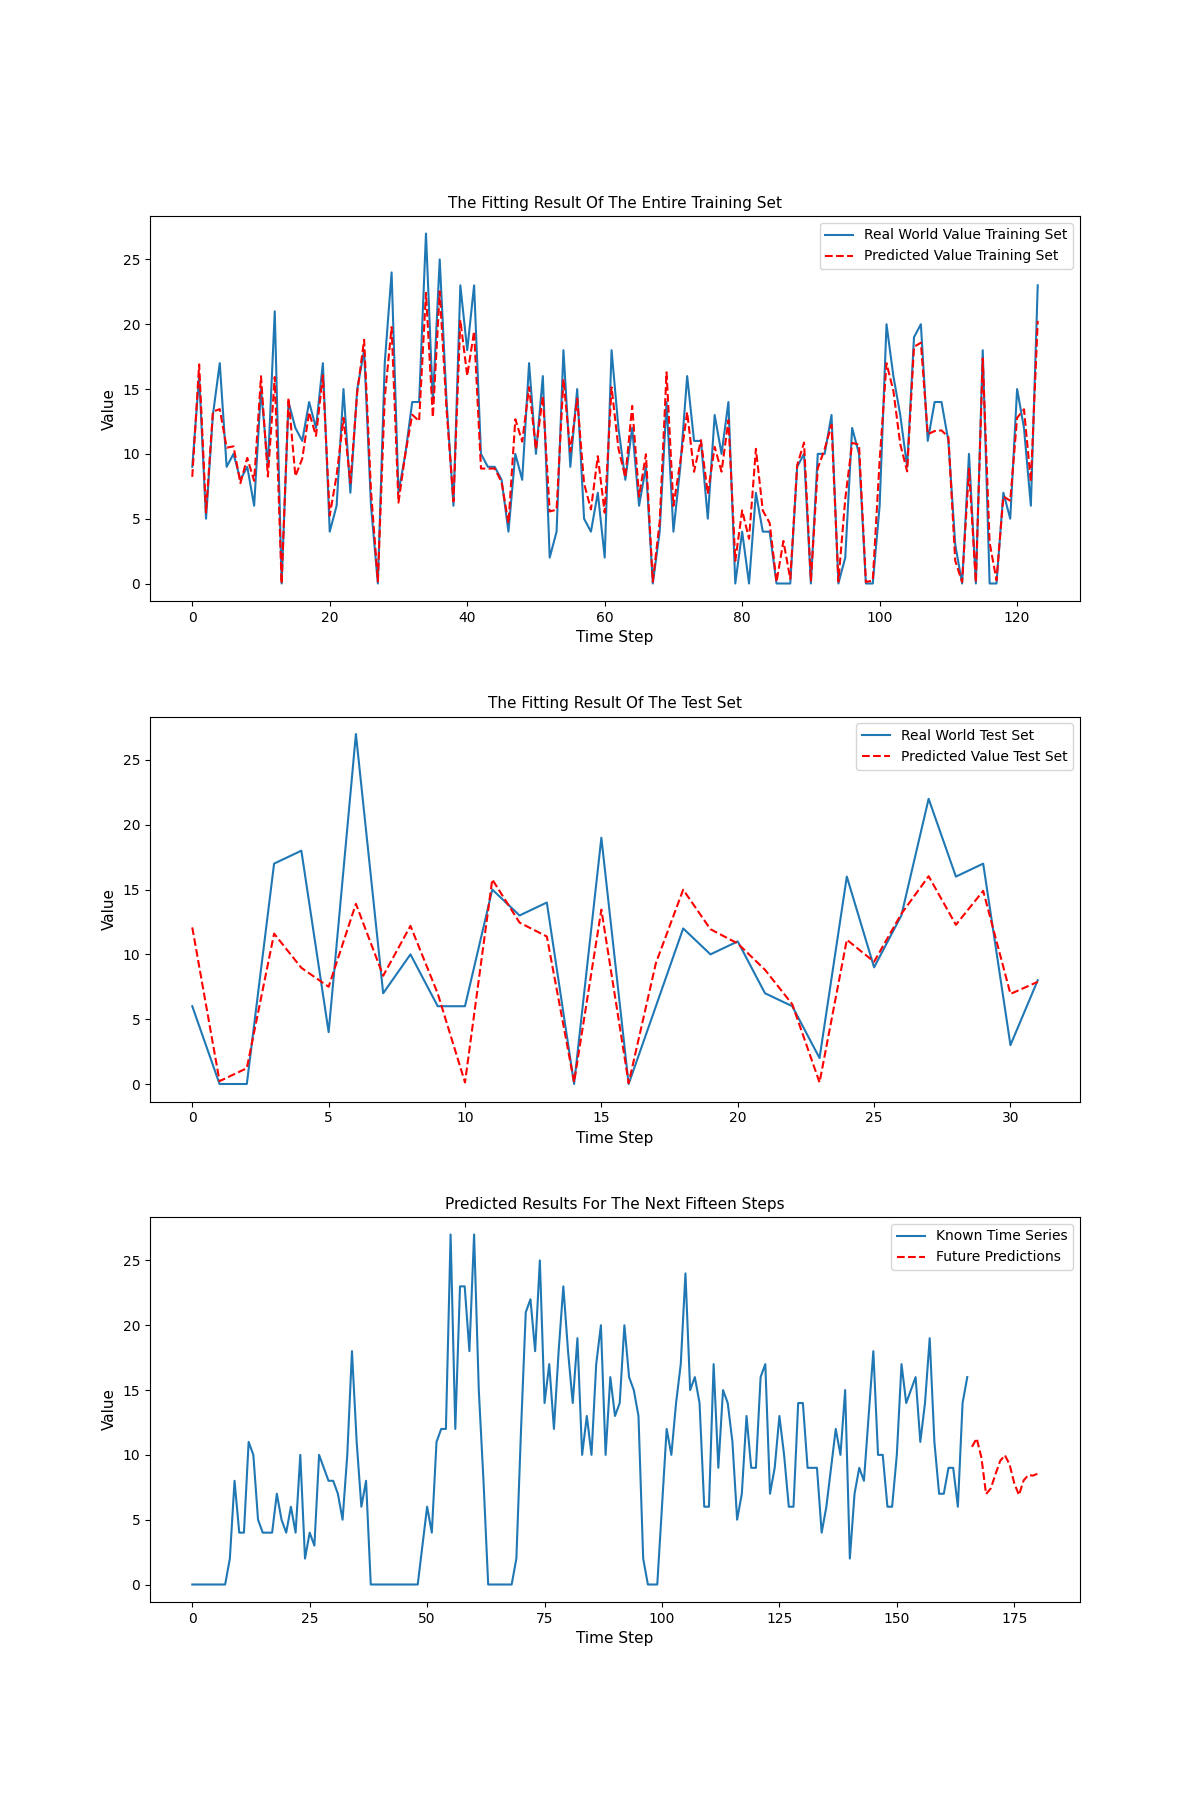 The Fitting Result Of The Entire Training Set
Real World Value Training Set
Predicted Value Training Set
25
20
15
10
5
0
Value
0 20 40 60 80 100 120
Time Step
The Fitting Result Of The Test Set
Real World Test Set
Predicted Value Test Set
25
20
15
10
5
0
Value
0 5 10 15 20 25 30
Time Step
Predicted Results For The Next Fifteen Steps
Known Time Series
Future Predictions
25
20
15
10
5
0
Value
0 25 50 75 100 125 150 175
Time Step